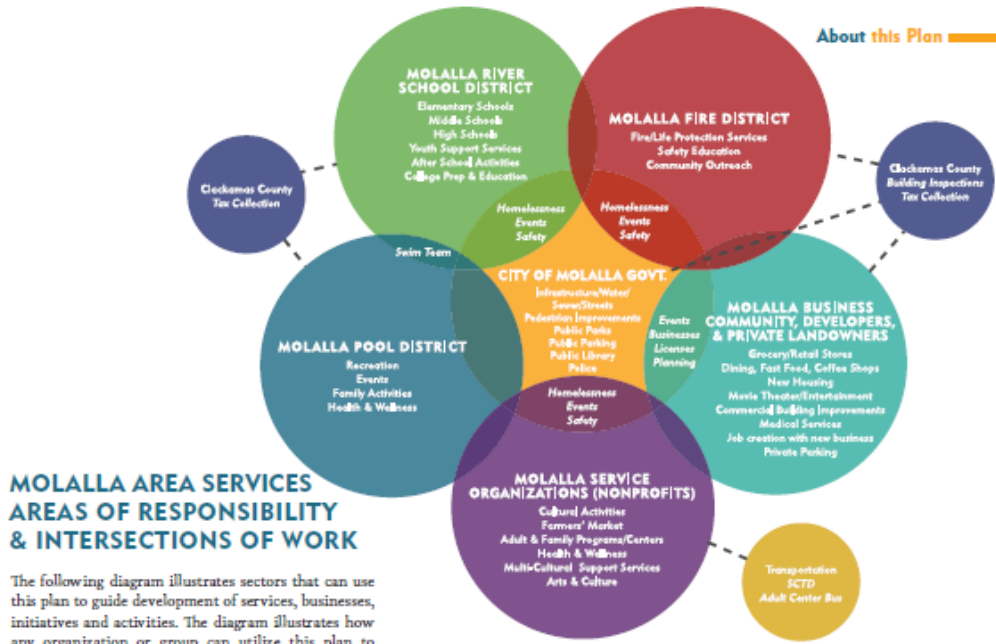 About this Plan
MOLALLA RIVER
SCHOOL DISTRICT
Elementary Schools
Middle Schools
High Schools
Youth Support Services
After School Activities
College Prep & Education
MOLALLA FIRE DISTRICT
Fire/Life Protection Services
Safety Education
Community Outreach
Clackamas County
Tax Collection
Clackamas County
Building Inspections
Tax Collection
Homelessness
Events
Safety
Homelessness
Events
Safety
Swim Team
CITY OF MOLALLA GOVT.
Infrastructure/Water/
Sewer/Streets
Pedestrian Improvements
Public Parks
Public Parking
Public Library
Police
Events
Businesses
Licenses
Planning
MOLALLA BUSINESS
COMMUNITY, DEVELOPERS,
& PRIVATE LANDOWNERS
Grocery/Retail Stores
Dining, Fast Food, Coffee Shops
New Housing
Movie Theater/Entertainment
Commercial Building Improvements
Medical Services
Job creation with new business
Private Parking
MOLALLA POOL DISTRICT
Recreation
Events
Family Activities
Health & Wellness
Homelessness
Events
Safety
MOLALLA SERVICE
ORGANIZATIONS (NONPROFITS)
Cultural Activities
Farmers' Market
Adult & Family Programs/Centers
Health & Wellness
Multi-Cultural Support Services
Arts & Culture
Transportation
SCTD
Adult Center Bus
MOLALLA AREA SERVICES
AREAS OF RESPONSIBILITY
& INTERSECTIONS OF WORK
The following diagram illustrates sectors that can use
this plan to guide development of services, businesses,
initiatives and activities. The diagram illustrates how
any organization or group can utilize this plan to